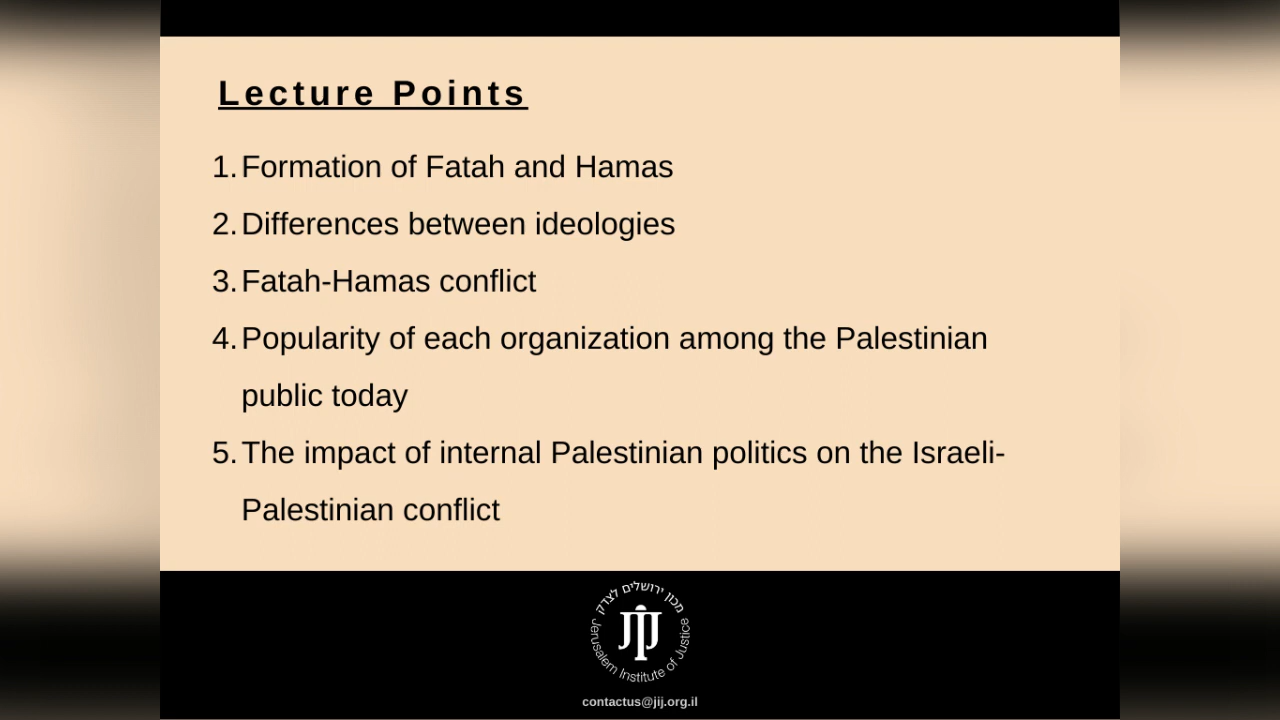 Lecture Points
1. Formation of Fatah and Hamas
2. Differences between ideologies
3. Fatah-Hamas conflict
4. Popularity of each organization among the Palestinian
public today
5. The impact of internal Palestinian politics on the Israeli-
Palestinian conflict
מכון ירושלים לצדק
JIJ
Jerusalem Institute of Justice
contactus@jij.org.il